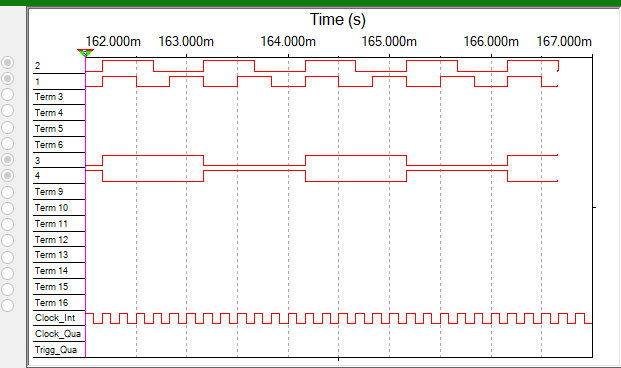 Time (s)
162.000m 163.000m 164.000m 165.000m 166.000m 167.000m
2
1
Term 3
Term 4
Term 5
Term 6
3
4
Term 9
Term 10
Term 11
Term 12
Term 13
Term 14
Term 15
Term 16
Clock_Int
Clock_Qua
Trigg_Qua